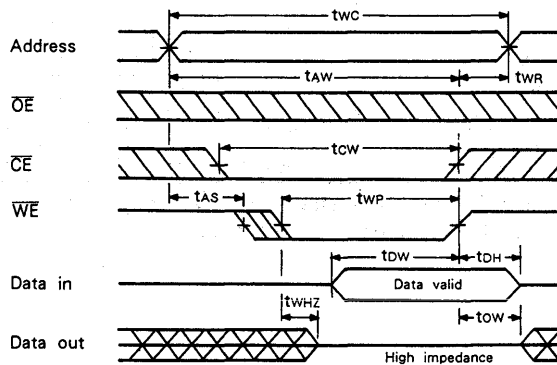 tWC
Address
tAW
tWR
OE
tCW
CE
tAS
tWP
WE
tDW
tDH
Data in
Data valid
tWHZ
tOW
Data out
High impedance